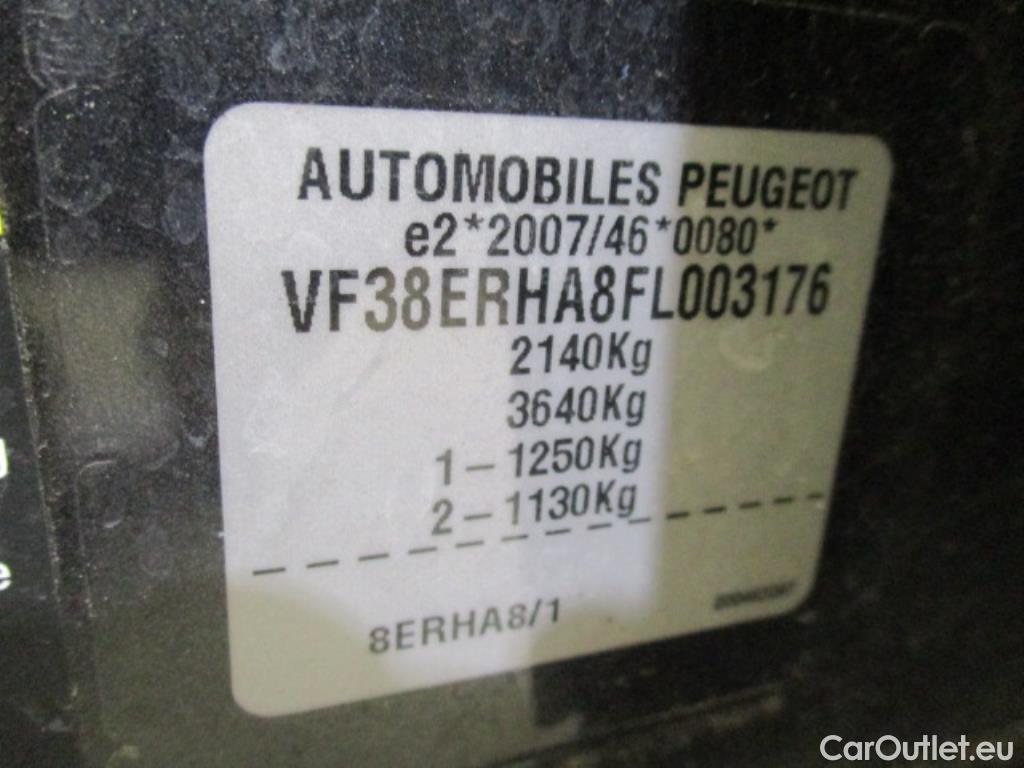 AUTOMOBILES PEUGEOT
e2*2007/46*0080*
VF38ERHA8FL003176
2140Kg
3640Kg
1-1250Kg
2-1130Kg
8ERHA8/1
e
CarOutlet.eu